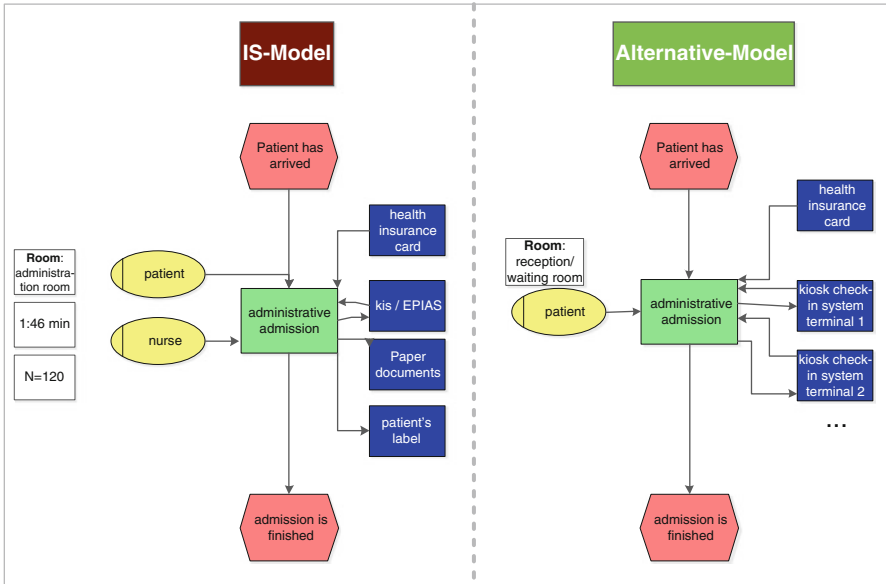 IS-Model
Patient has
arrived
health
insurance
card
Room:
administra-
tion room
patient
1:46 min
kis / EPIAS
administrative
admission
nurse
Paper
documents
N=120
patient's
label
admission is
finished
Alternative-Model
Patient has
arrived
health
insurance
card
Room:
reception/
waiting room
patient
administrative
admission
kiosk check-
in system
terminal 1
kiosk check-
in system
terminal 2
...
admission is
finished